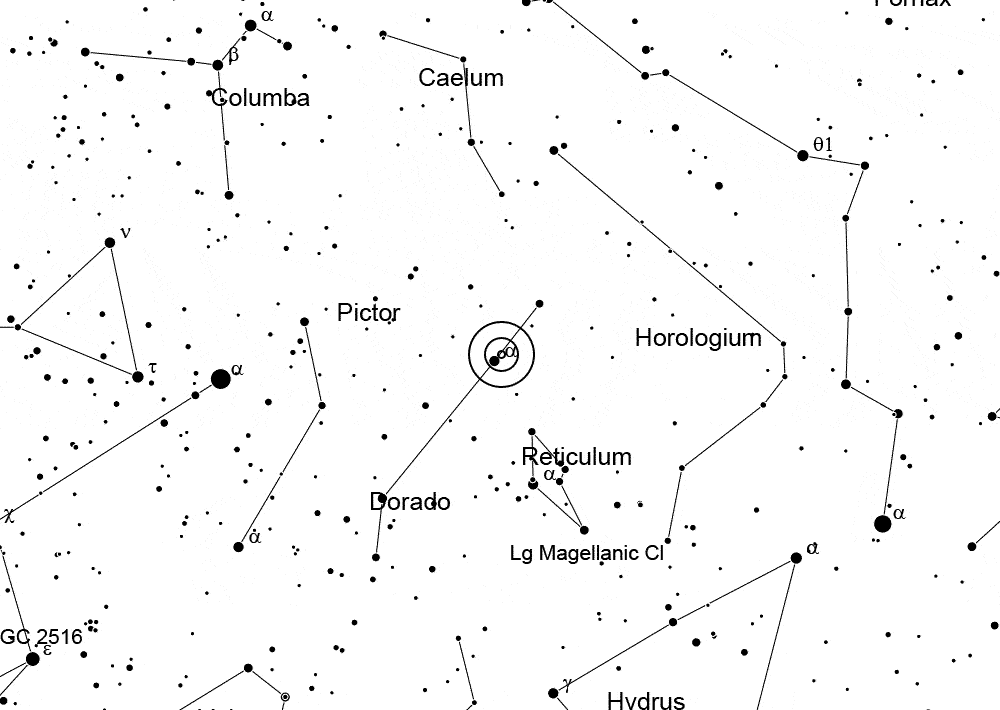 Fornax
α
β
Caelum
Columba
θ1
ν
Pictor
Horologium
α
τ
α
Reticulum
α
Dorado
χ
α
α
Lg Magellanic Cl
α
GC 2516
ε
γ
Hydrus